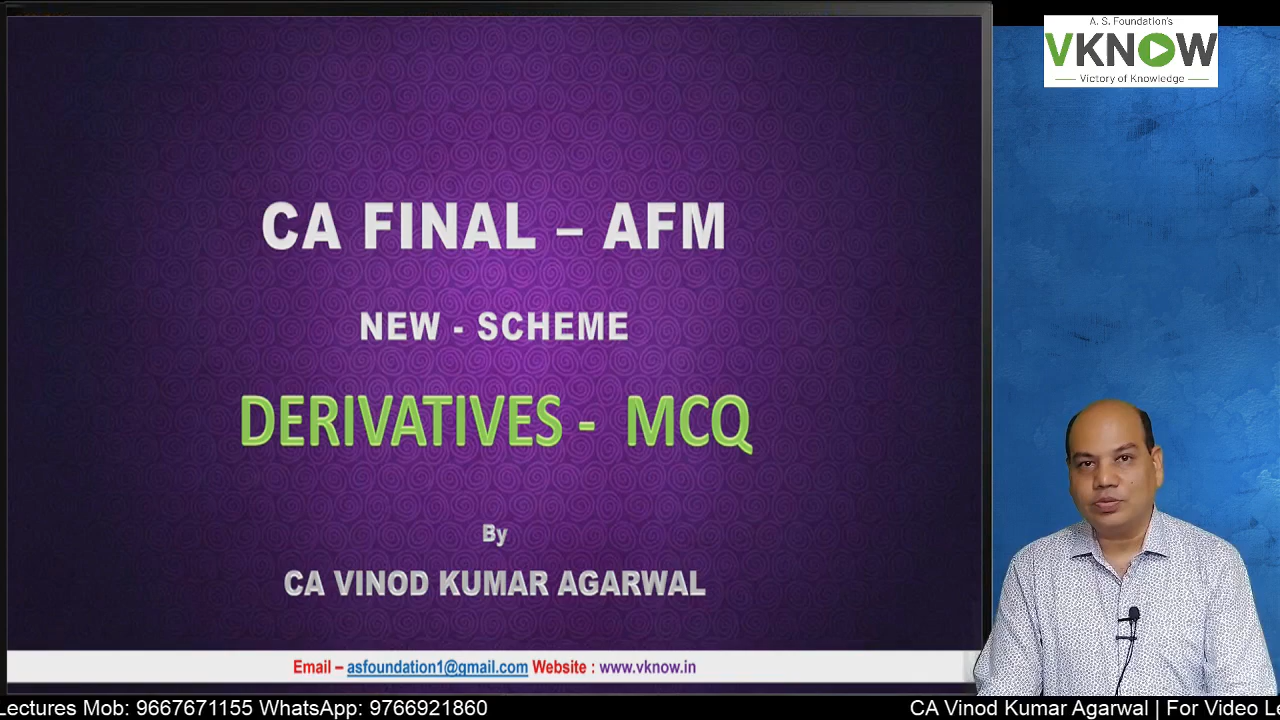 A. S. Foundation's
VKNOW
Victory of Knowledge
CA FINAL – AFM
NEW - SCHEME
DERIVATIVES - MCQ
By
CA VINOD KUMAR AGARWAL
Email – asfoundation1@gmail.com Website : www.vknow.in
Lectures Mob: 9667671155 WhatsApp: 9766921860
CA Vinod Kumar Agarwal | For Video Le